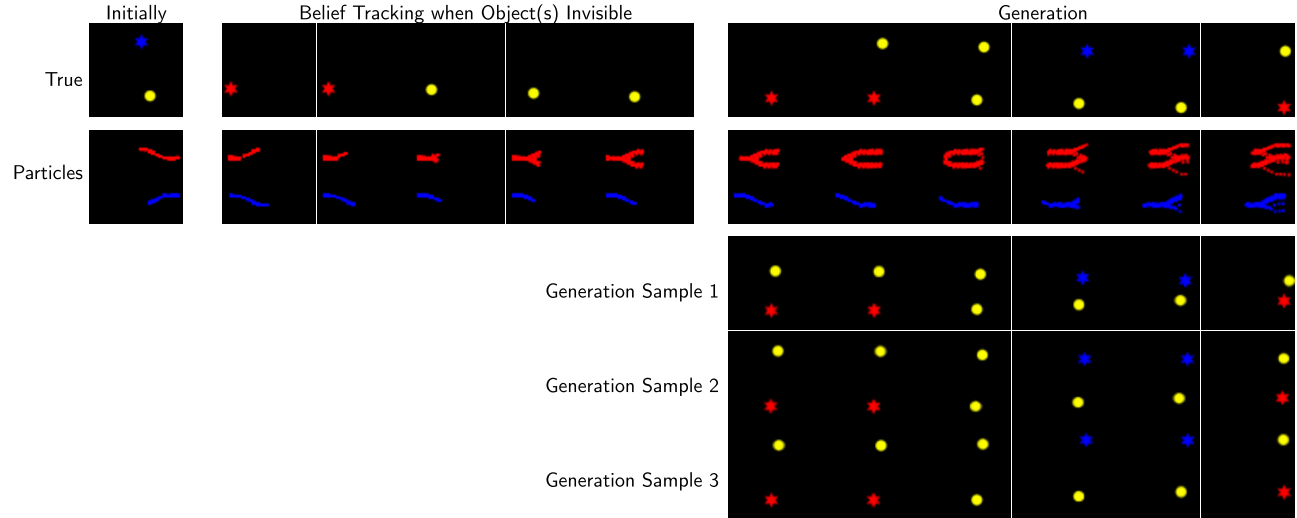 Initially
Belief Tracking when Object(s) Invisible
Generation
True
Particles
Generation Sample 1
Generation Sample 2
Generation Sample 3